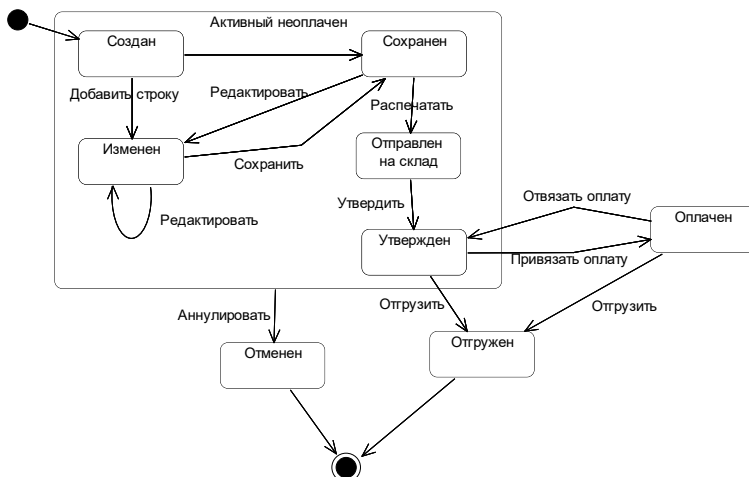 Активный неоплачен
Создан
Сохранен
Добавить строку
Редактировать
Распечатать
Изменен
Отправлен
на склад
Сохранить
Отвязать оплату
Утвердить
Редактировать
Оплачен
Утвержден
Привязать оплату
Аннулировать
Отгрузить
Отгрузить
Отменен
Отгружен